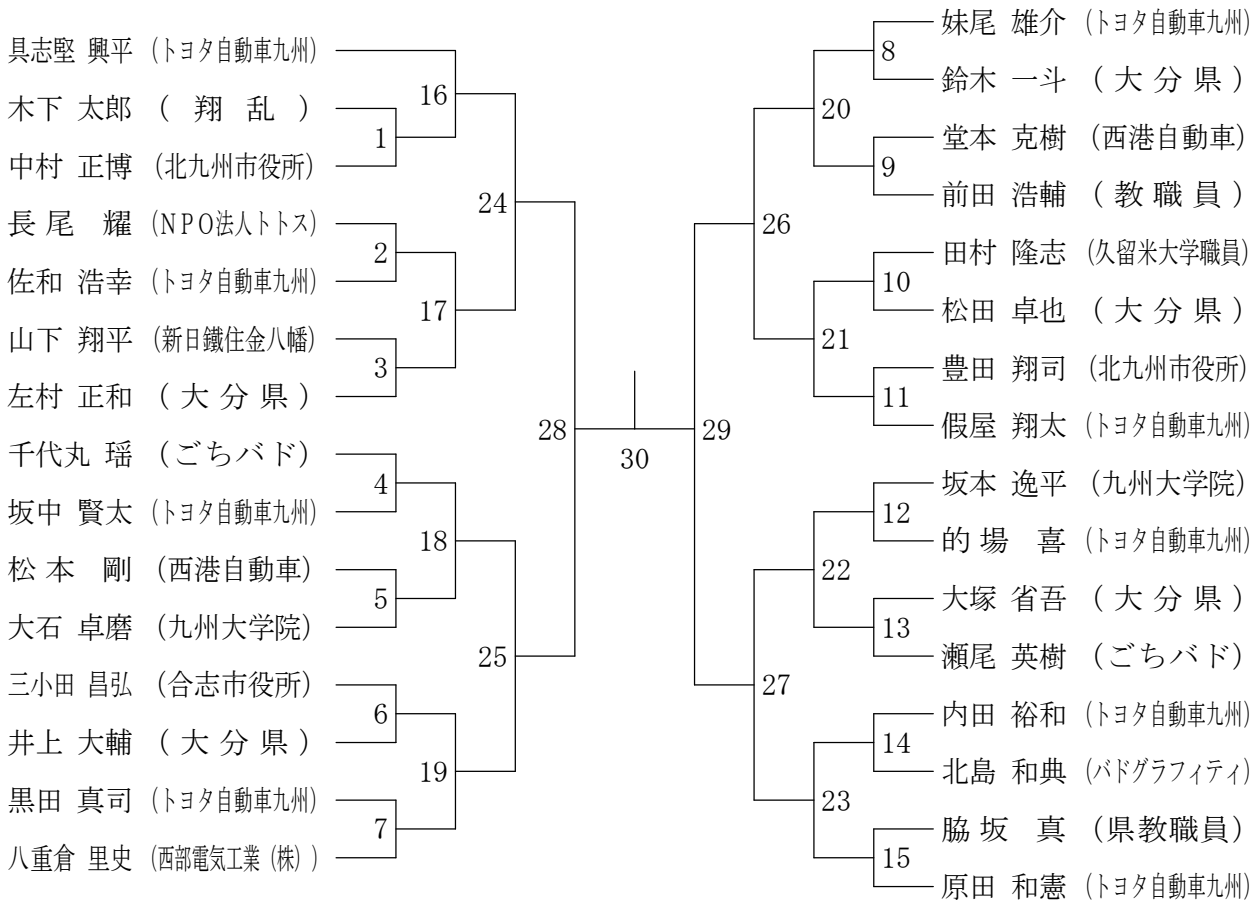 具志堅 興平 (トヨタ自動車九州)
木下 太郎 ( 翔 乱 )
中村 正博 (北九州市役所)
長 尾 耀 (NPO法人トトス)
佐和 浩幸 (トヨタ自動車九州)
山下 翔平 (新日鐵住金八幡)
左村 正和 ( 大 分 県 )
千代丸 瑶 (ごちバド)
坂中 賢太 (トヨタ自動車九州)
松 本 剛 (西港自動車)
大石 卓磨 (九州大学院)
三小田 昌弘 (合志市役所)
井上 大輔 ( 大 分 県 )
黒田 真司 (トヨタ自動車九州)
八重倉 里史 (西部電気工業 (株) )
1
2
3
4
5
6
7
16
17
18
19
24
25
28
30
29
26
27
20
21
22
23
8
9
10
11
12
13
14
15
妹尾 雄介 (トヨタ自動車九州)
鈴木 一斗 ( 大 分 県 )
堂本 克樹 (西港自動車)
前田 浩輔 ( 教 職 員 )
田村 隆志 (久留米大学職員)
松田 卓也 ( 大 分 県 )
豊田 翔司 (北九州市役所)
假屋 翔太 (トヨタ自動車九州)
坂本 逸平 (九州大学院)
的 場 喜 (トヨタ自動車九州)
大塚 省吾 ( 大 分 県 )
瀬尾 英樹 (ごちバド)
内田 裕和 (トヨタ自動車九州)
北島 和典 (バドグラフィティ)
脇 坂 真 (県教職員)
原田 和憲 (トヨタ自動車九州)